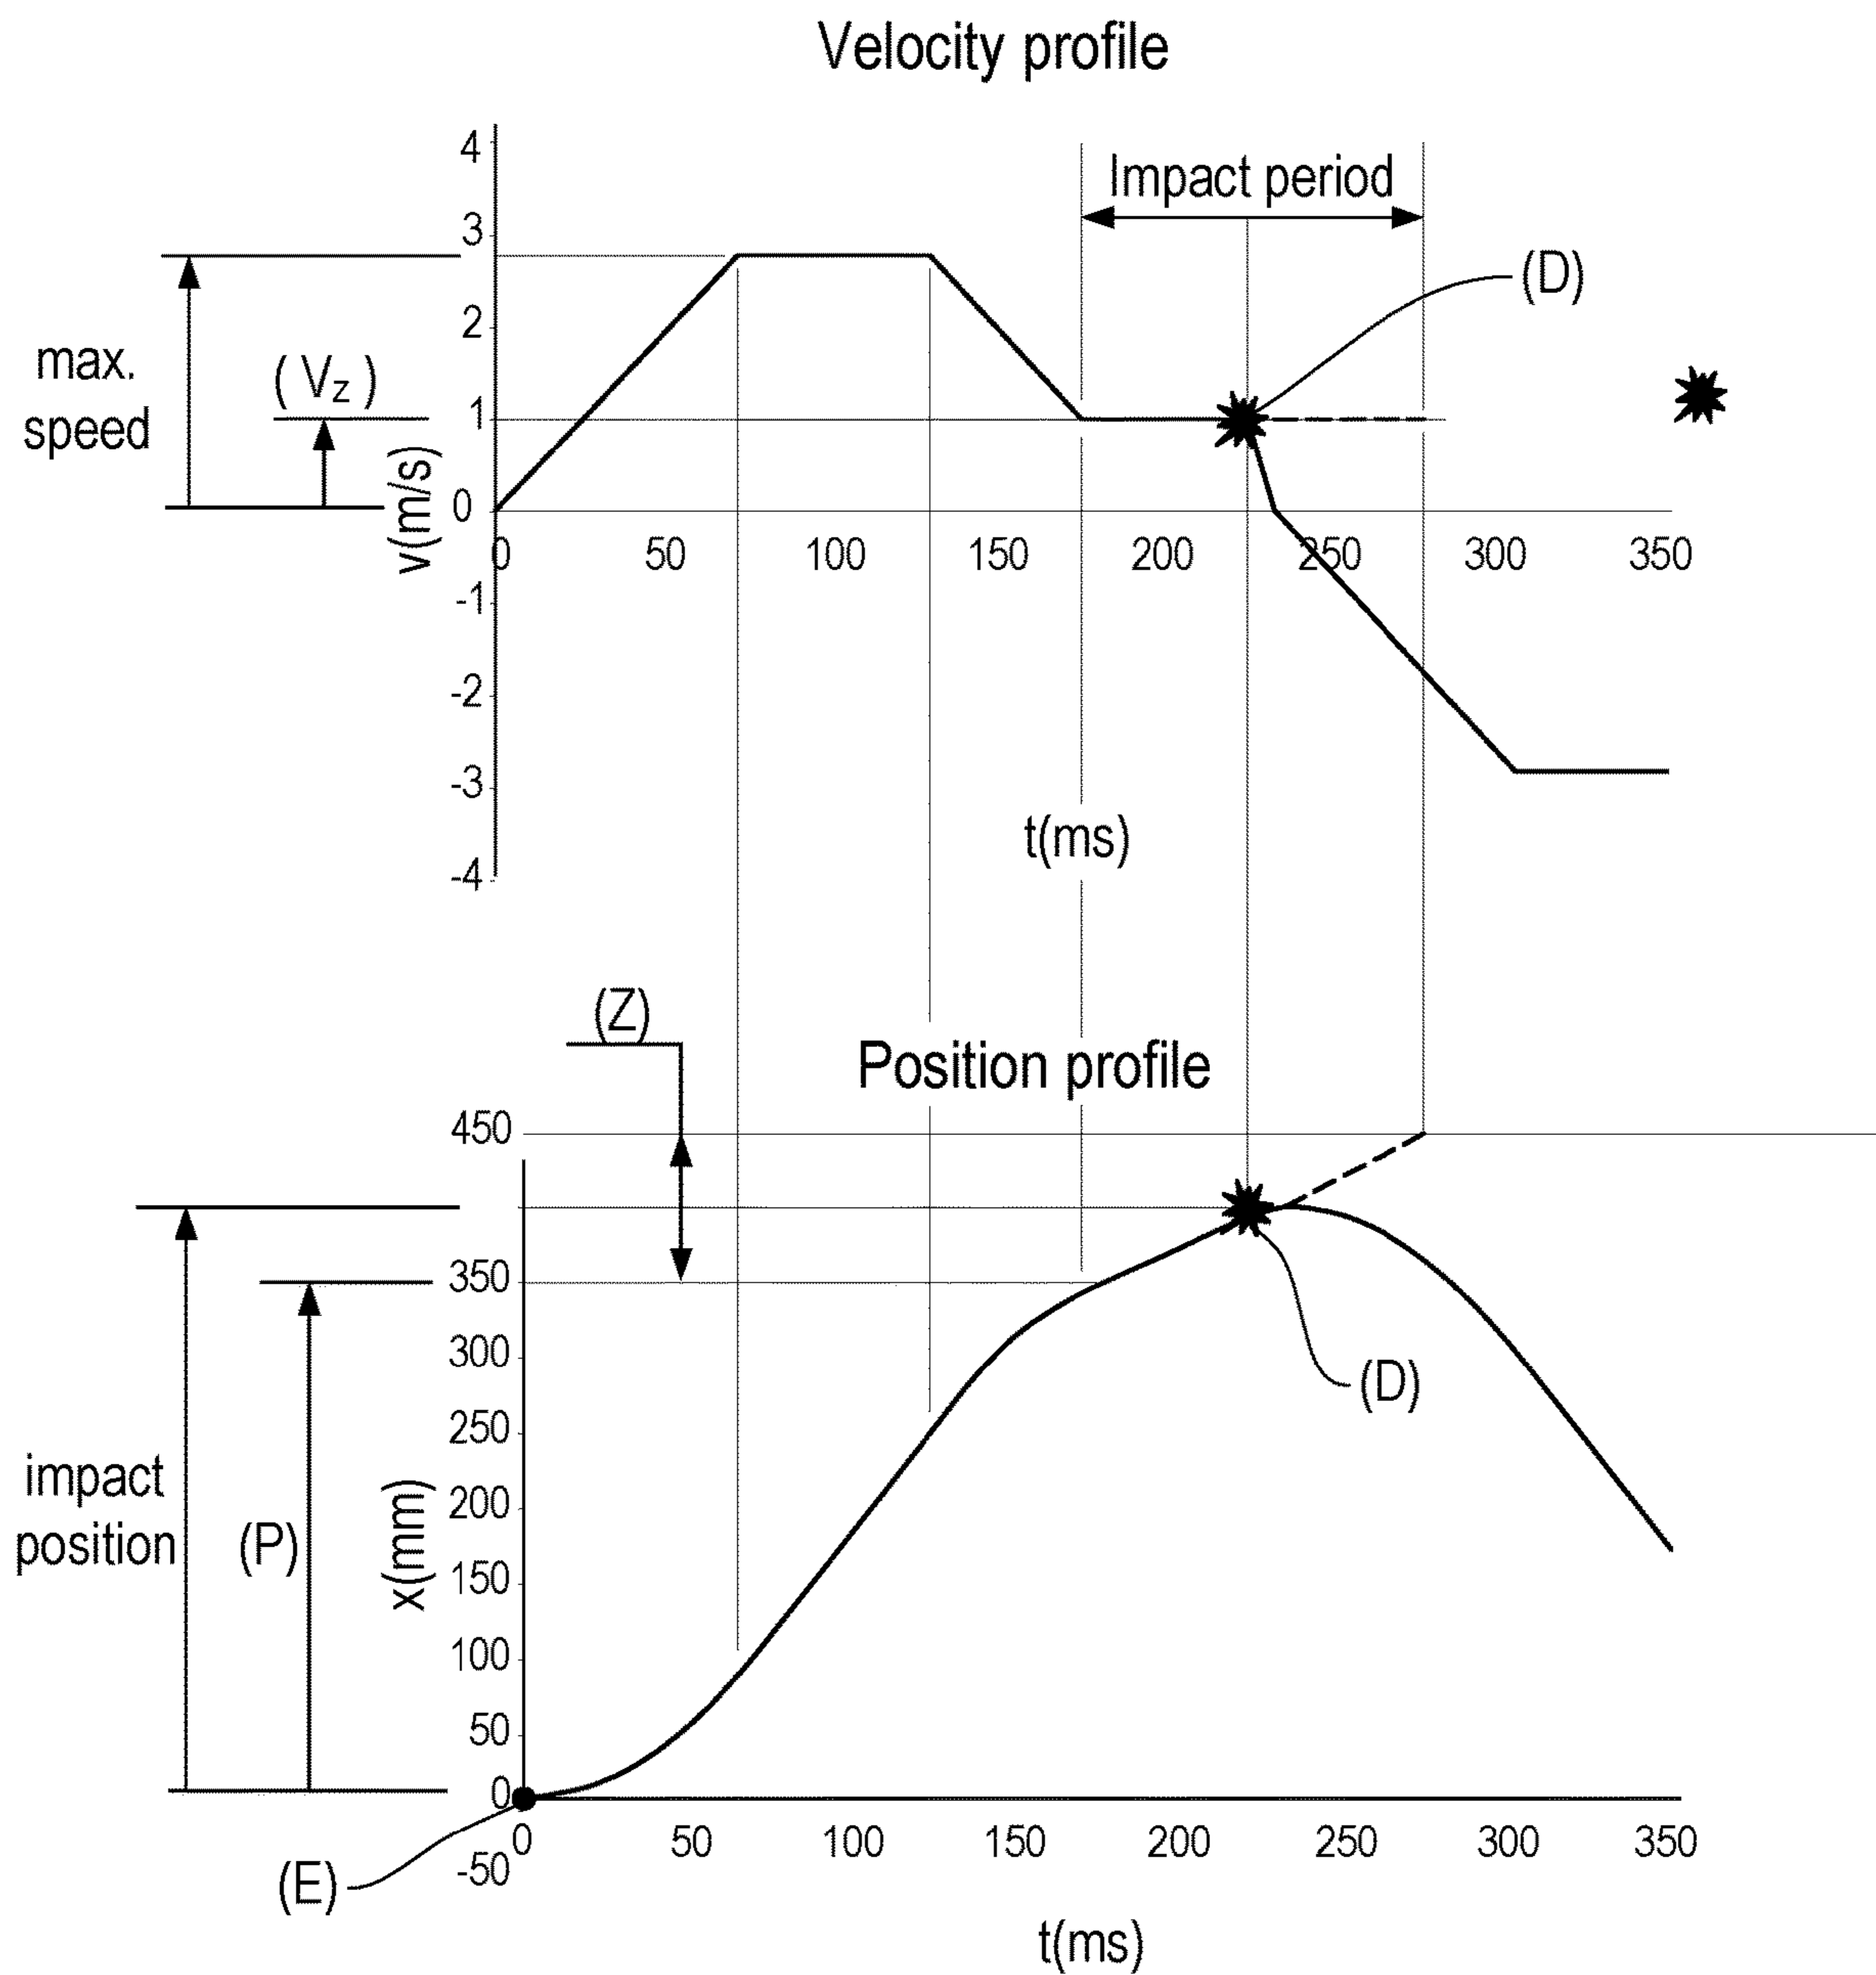 Velocity profile
4
Impact period
3
(D)
2
max.
speed
( Vz )
1
v(m/s)
0
0 50 100 150 200 250 300 350
-1
-2
-3
t(ms)
-4
(Z)
Position profile
450
350
300
(D)
250
impact
position
(P)
x(mm)
200
150
100
50
0
0 50 100 150 200 250 300 350
-50
(E)
t(ms)